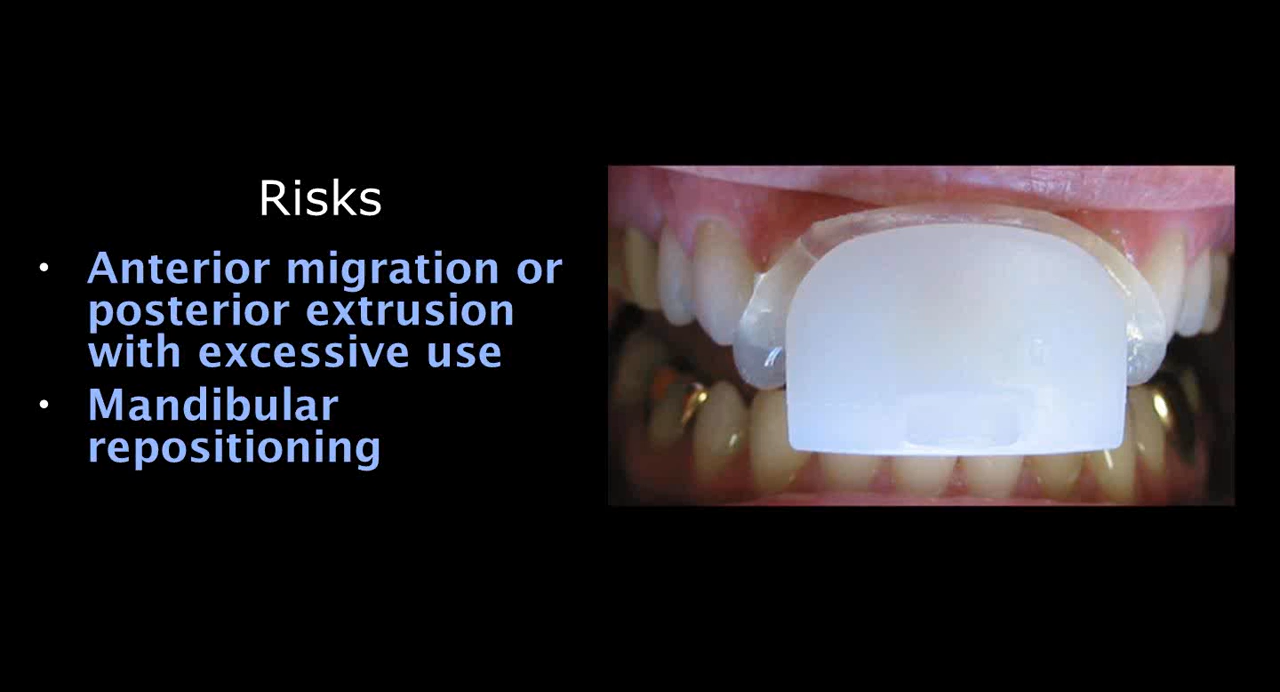 Risks
• Anterior migration or
posterior extrusion
with excessive use
• Mandibular
repositioning